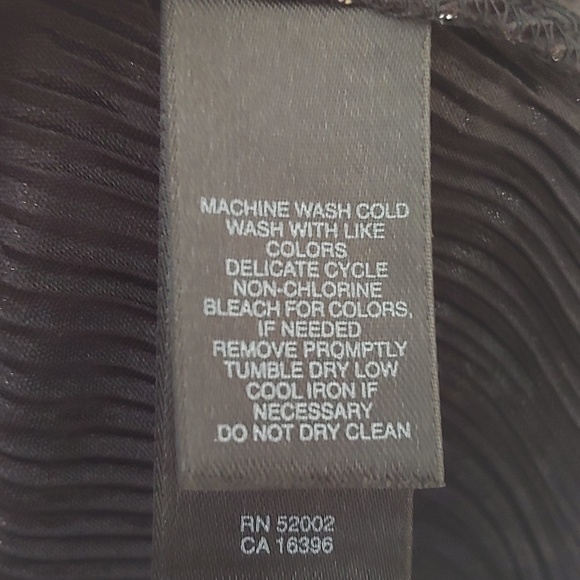 MACHINE WASH COLD
WASH WITH LIKE
COLORS
DELICATE CYCLE
NON-CHLORINE
BLEACH FOR COLORS,
IF NEEDED
REMOVE PROMPTLY
TUMBLE DRY LOW
COOL IRON IF
NECESSARY
.DO NOT DRY CLEAN
RN 52002
CA 16396